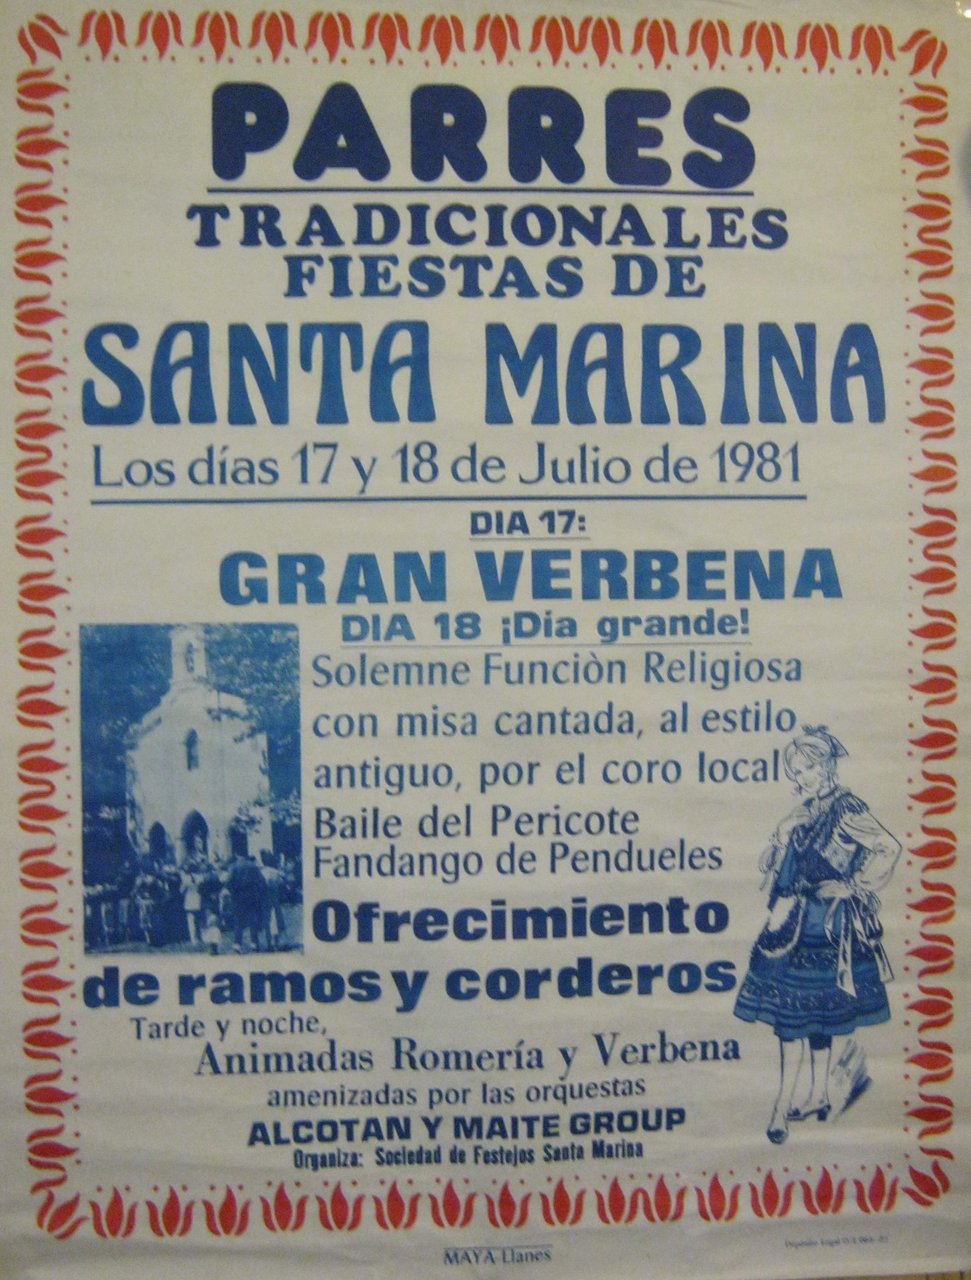 PARRES
TRADICIONALES
FIESTAS DE
SANTA MARINA
Los días 17 y 18 de Julio de 1981
DIA 17:
GRAN VERBENA
DIA 18 ¡Dia grande!
Solemne Funciòn Religiosa
con misa cantada, al estilo
antiguo, por el coro local
Baile del Pericote
Fandango de Pendueles
Ofrecimiento
de ramos y corderos
Tarde y noche,
Animadas Romería y Verbena
amenizadas por las orquestas
ALCOTAN Y MAITE GROUP
Organiza: Sociedad de Festejos Santa Marina
MAYA-Llanes
Depósito Legal